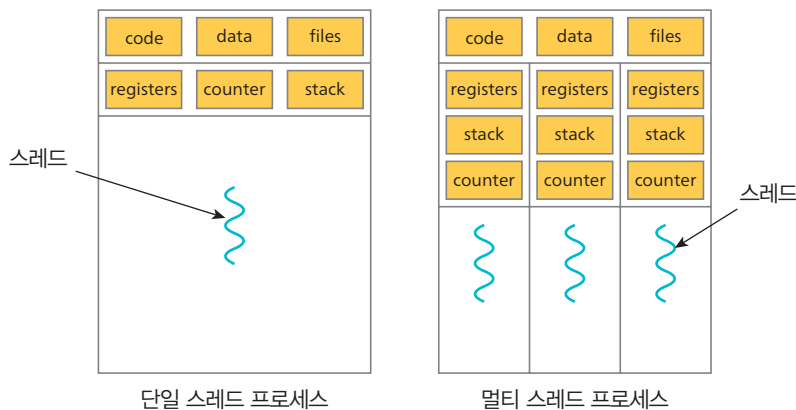 code data files
registers counter stack
스레드
단일 스레드 프로세스
code data files
registers registers registers
stack stack stack
counter counter counter
스레드
멀티 스레드 프로세스